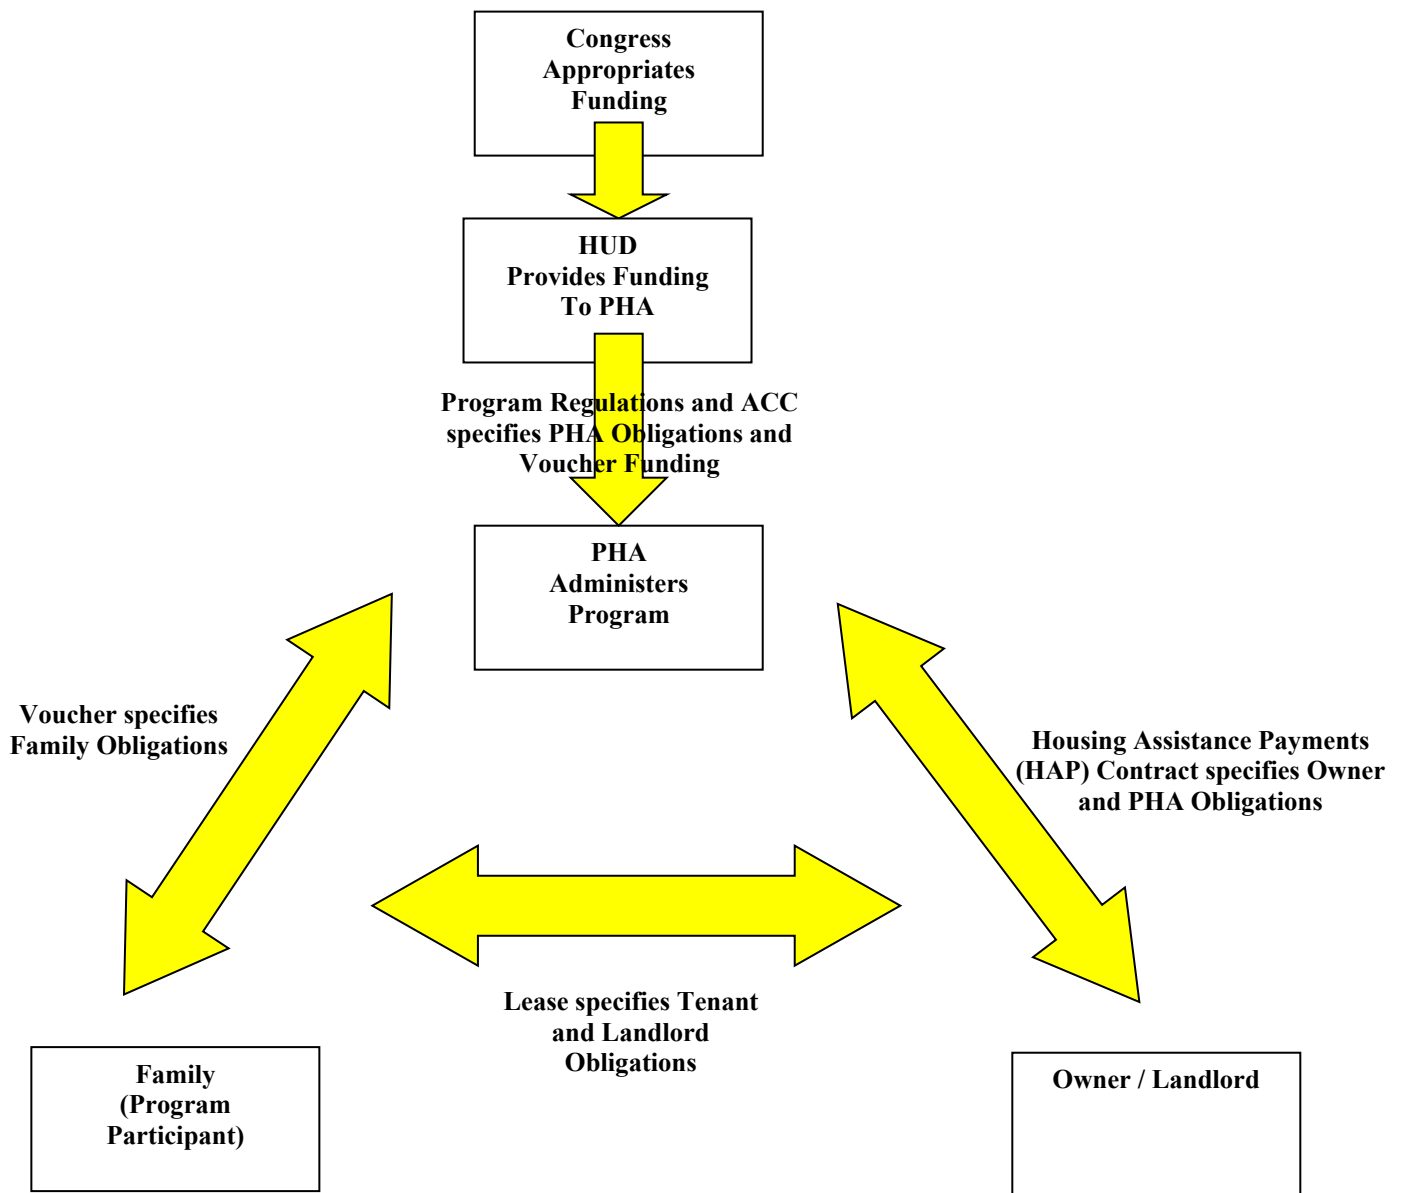 Congress
Appropriates
Funding
HUD
Provides Funding
To PHA
Program Regulations and ACC
specifies PHA Obligations and
Voucher Funding
PHA
Administers
Program
Voucher specifies
Family Obligations
Housing Assistance Payments
(HAP) Contract specifies Owner
and PHA Obligations
Lease specifies Tenant
and Landlord
Obligations
Family
(Program
Participant)
Owner / Landlord